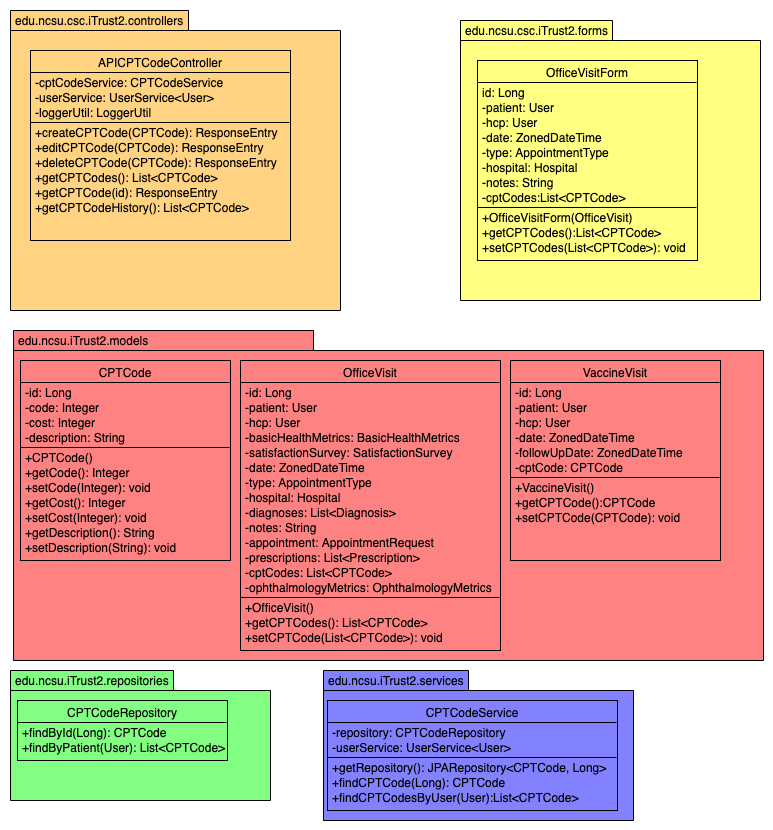 edu.ncsu.csc.iTrust2.controllers
APICPTCodeController
-cptCodeService: CPTCodeService
-userService: UserService<User>
-loggerUtil: LoggerUtil
+createCPTCode(CPTCode): ResponseEntry
+editCPTCode(CPTCode): ResponseEntry
+deleteCPTCode(CPTCode): ResponseEntry
+getCPTCodes(): List<CPTCode>
+getCPTCode(id): ResponseEntry
+getCPTCodeHistory(): List<CPTCode>
edu.ncsu.csc.iTrust2.forms
OfficeVisitForm
id: Long
-patient: User
-hcp: User
-date: ZonedDateTime
-type: AppointmentType
-hospital: Hospital
-notes: String
-cptCodes:List<CPTCode>
+OfficeVisitForm(OfficeVisit)
+getCPTCodes():List<CPTCode>
+setCPTCodes(List<CPTCode>): void
edu.ncsu.iTrust2.models
CPTCode
-id: Long
-code: Integer
-cost: Integer
-description: String
+CPTCode()
+getCode(): Integer
+setCode(Integer): void
+getCost(): Integer
+setCost(Integer): void
+getDescription(): String
+setDescription(String): void
OfficeVisit
-id: Long
-patient: User
-hcp: User
-basicHealthMetrics: BasicHealthMetrics
-satisfactionSurvey: SatisfactionSurvey
-date: ZonedDateTime
-type: AppointmentType
-hospital: Hospital
-diagnoses: List<Diagnosis>
-notes: String
-appointment: AppointmentRequest
-prescriptions: List<Prescription>
-cptCodes: List<CPTCode>
-ophthalmologyMetrics: OphthalmologyMetrics
+OfficeVisit()
+getCPTCodes(): List<CPTCode>
+setCPTCode(List<CPTCode>): void
VaccineVisit
-id: Long
-patient: User
-hcp: User
-date: ZonedDateTime
-followUpDate: ZonedDateTime
-cptCode: CPTCode
+VaccineVisit()
+getCPTCode():CPTCode
+setCPTCode(CPTCode): void
edu.ncsu.iTrust2.repositories
CPTCodeRepository
+findById(Long): CPTCode
+findByPatient(User): List<CPTCode>
edu.ncsu.iTrust2.services
CPTCodeService
-repository: CPTCodeRepository
-userService: UserService<User>
+getRepository(): JPARepository<CPTCode, Long>
+findCPTCode(Long): CPTCode
+findCPTCodesByUser(User):List<CPTCode>